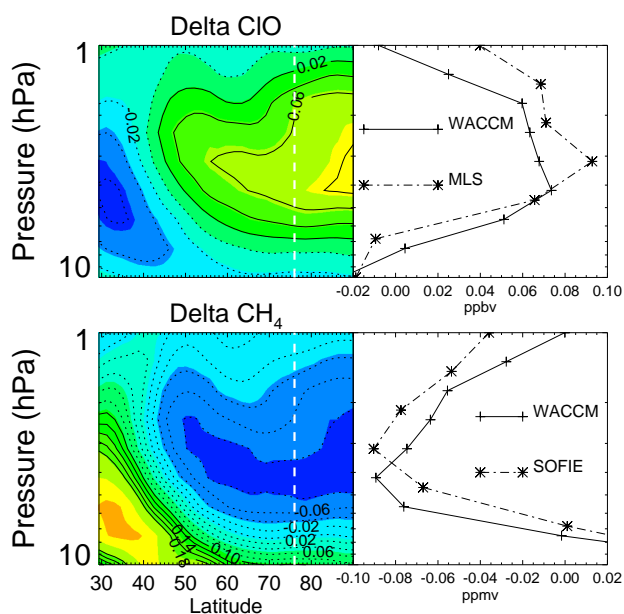 Delta ClO
1
10
Pressure (hPa)
-0.02
0.02
WACCM
MLS
-0.02 0.00 0.02 0.04 0.06 0.08 0.10
ppbv
Delta CH4
1
10
Pressure (hPa)
-0.06
-0.02
0.02
0.06
0.10
0.14
0.18
30 40 50 60 70 80
Latitude
WACCM
SOFIE
-0.10 -0.08 -0.06 -0.04 -0.02 0.00 0.02
ppmv